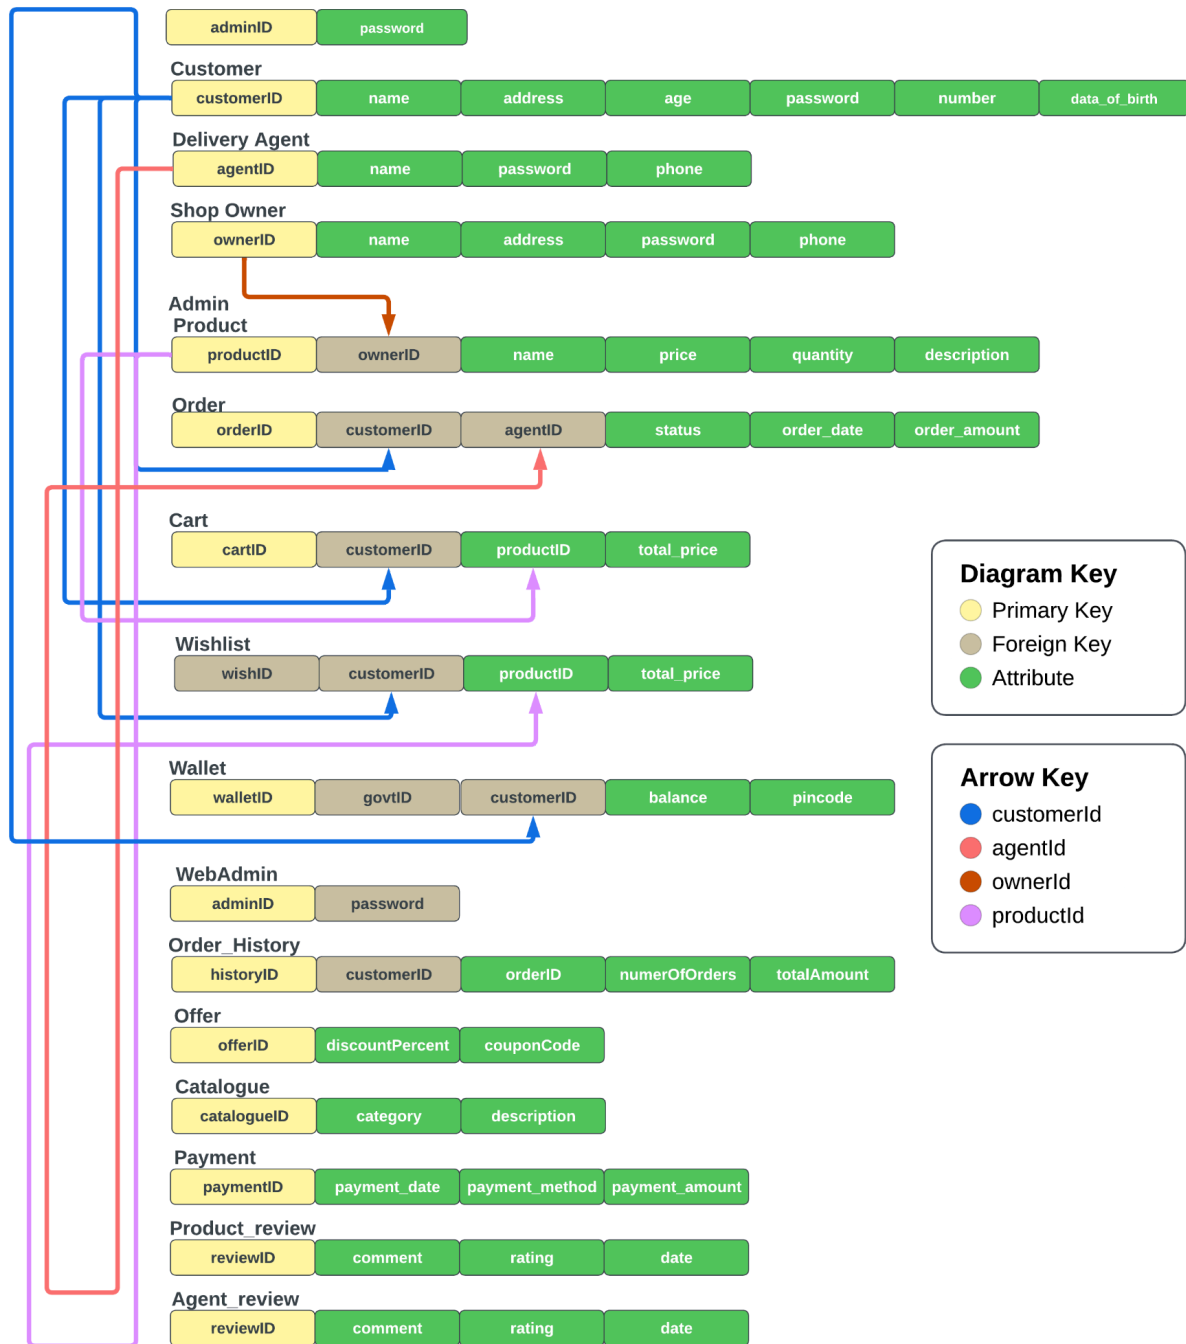 adminID password
Customer
customerID name address age password number data_of_birth
Delivery Agent
agentID name password phone
Shop Owner
ownerID name address password phone
Admin
Product
productID ownerID name price quantity description
Order
orderID customerID agentID status order_date order_amount
Cart
cartID customerID productID total_price
Wishlist
wishID customerID productID total_price
Wallet
walletID govtID customerID balance pincode
WebAdmin
adminID password
Order_History
historyID customerID orderID numerOfOrders totalAmount
Offer
offerID discountPercent couponCode
Catalogue
catalogueID category description
Payment
paymentID payment_date payment_method payment_amount
Product_review
reviewID comment rating date
Agent_review
reviewID comment rating date
Diagram Key
Primary Key
Foreign Key
Attribute
Arrow Key
customerId
agentId
ownerId
productId